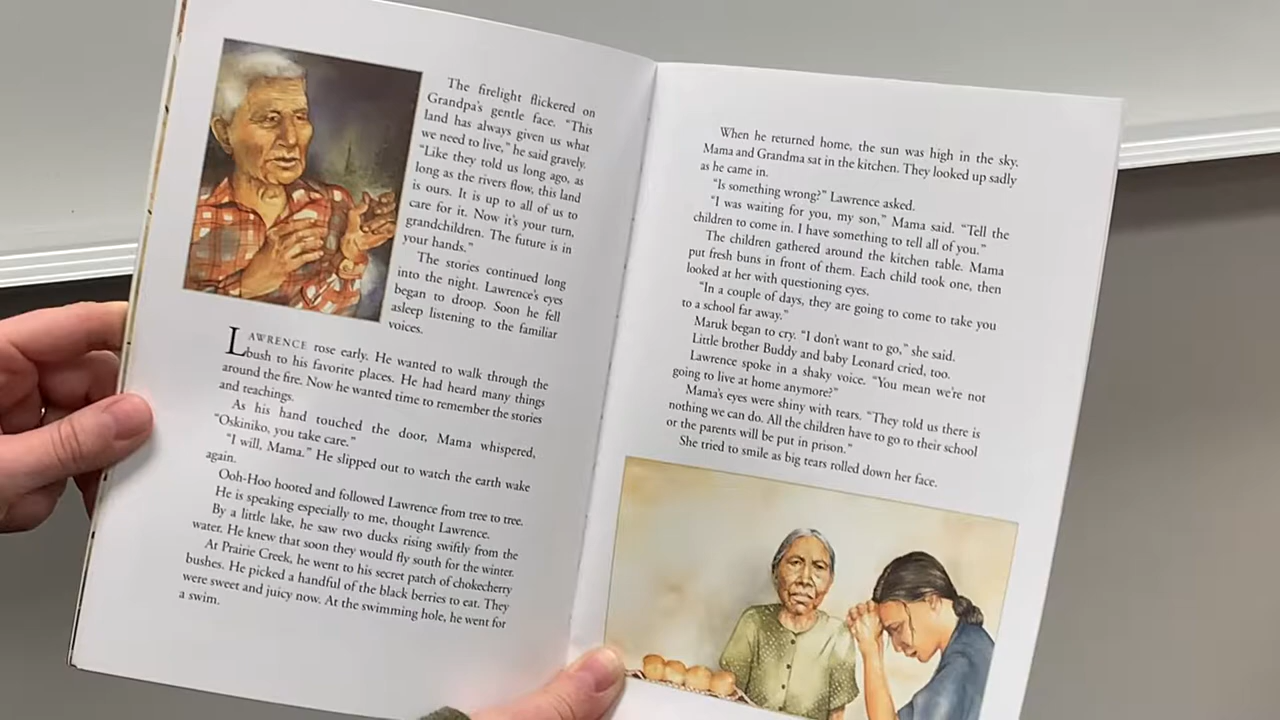 The firelight flickered on
Grandpa's gentle face. "This
land has always given us what
we need to live," he said gravely.
"Like they told us long ago, as
long as the rivers flow, this land
is ours. It is up to all of us to
care for it. Now it's your turn,
grandchildren. The future is in
your hands."
The stories continued long
into the night. Lawrence's eyes
began to droop. Soon he fell
asleep listening to the familiar
voices.
LAWRENCE rose early. He wanted to walk through the
bush to his favorite places. He had heard many things
around the fire. Now he wanted time to remember the stories
and teachings.
As his hand touched the door, Mama whispered,
"Oskiniko, you take care."
"I will, Mama." He slipped out to watch the earth wake
again.
Ooh-Hoo hooted and followed Lawrence from tree to tree.
He is speaking especially to me, thought Lawrence.
By a little lake, he saw two ducks rising swiftly from the
water. He knew that soon they would fly south for the winter.
At Prairie Creek, he went to his secret patch of chokecherry
bushes. He picked a handful of the black berries to eat. They
were sweet and juicy now. At the swimming hole, he went for
a swim.
When he returned home, the sun was high in the sky.
Mama and Grandma sat in the kitchen. They looked up sadly
as he came in.
"Is something wrong?" Lawrence asked.
"I was waiting for you, my son," Mama said. "Tell the
children to come in. I have something to tell all of you."
The children gathered around the kitchen table. Mama
put fresh buns in front of them. Each child took one, then
looked at her with questioning eyes.
"In a couple of days, they are going to come to take you
to a school far away."
Maruk began to cry. "I don't want to go," she said.
Little brother Buddy and baby Leonard cried, too.
Lawrence spoke in a shaky voice. "You mean we're not
going to live at home anymore?"
Mama's eyes were shiny with tears. "They told us there is
nothing we can do. All the children have to go to their school
or the parents will be put in prison."
She tried to smile as big tears rolled down her face.